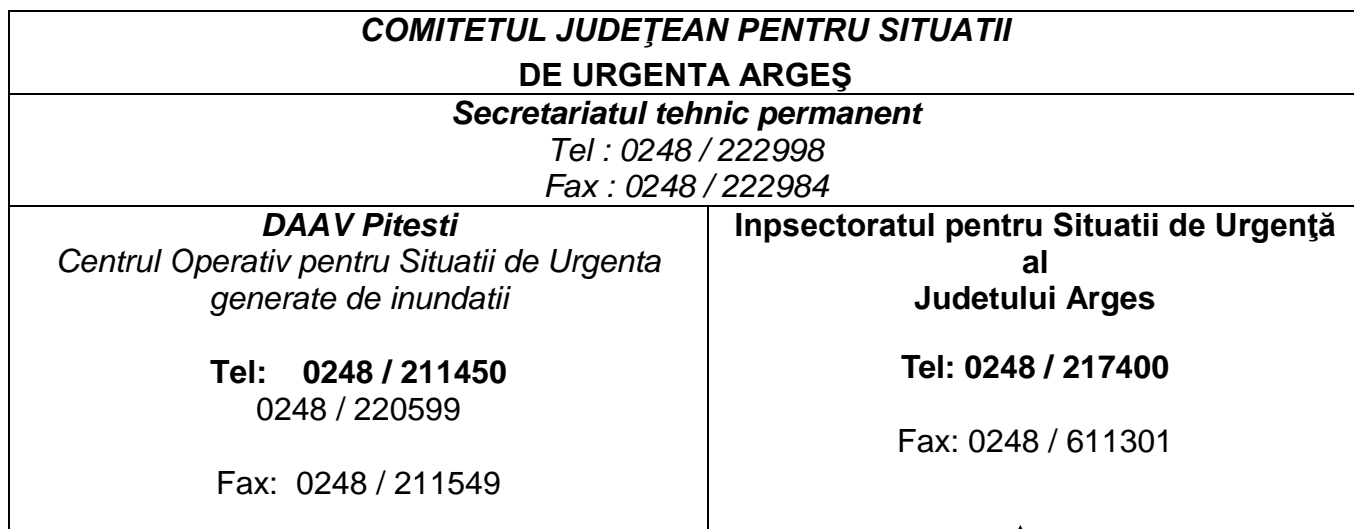 COMITETUL JUDEŢEAN PENTRU SITUATII
DE URGENTA ARGEŞ
Secretariatul tehnic permanent
Tel : 0248 / 222998
Fax : 0248 / 222984
DAAV Pitesti
Centrul Operativ pentru Situatii de Urgenta
generate de inundatii
Tel: 0248 / 211450
0248 / 220599
Fax: 0248 / 211549
Inpsectoratul pentru Situatii de Urgenţă
al
Judetului Arges
Tel: 0248 / 217400
Fax: 0248 / 611301